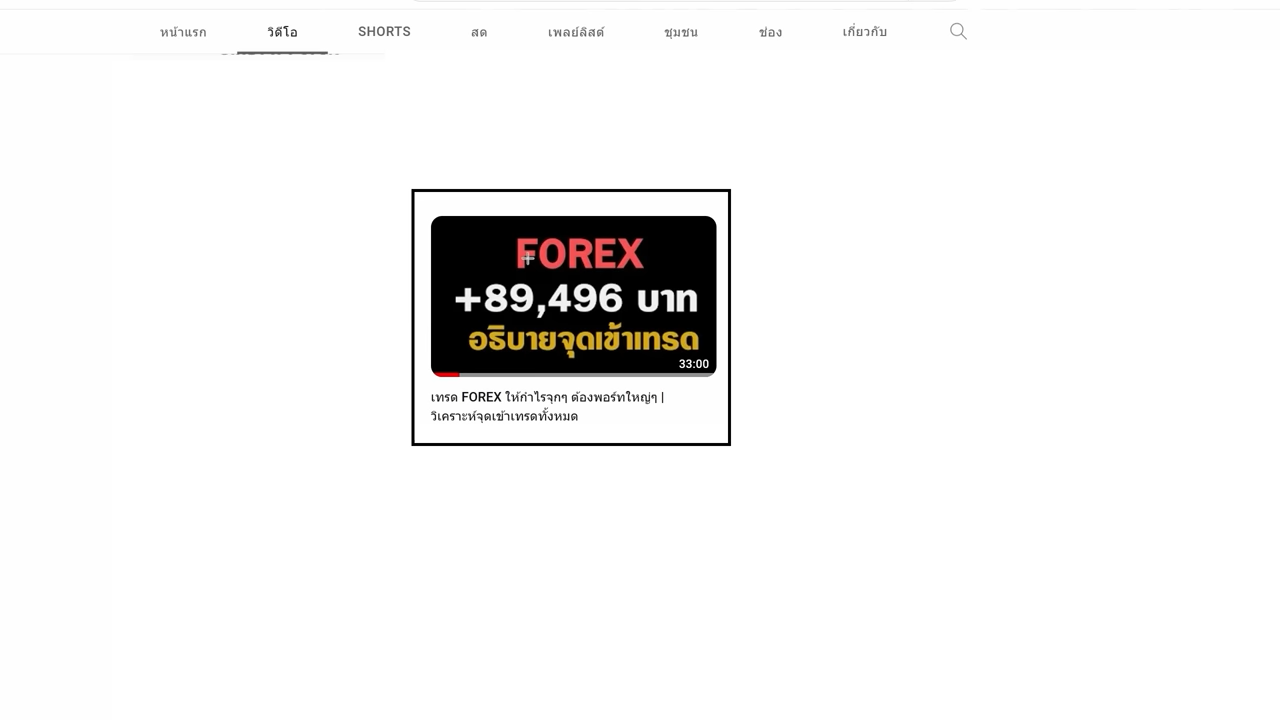 หน้าแรก วิดีโอ SHORTS สด เพลย์ลิสต์ ชุมชน ช่อง เกี่ยวกับ
FOREX
+89,496 บาท
อธิบายจุดเข้าเทรด
33:00
เทรด FOREX ให้กำไรจุกๆ ต้องพอร์ทใหญ่ๆ |
วิเคราะห์จุดเข้าเทรดทั้งหมด